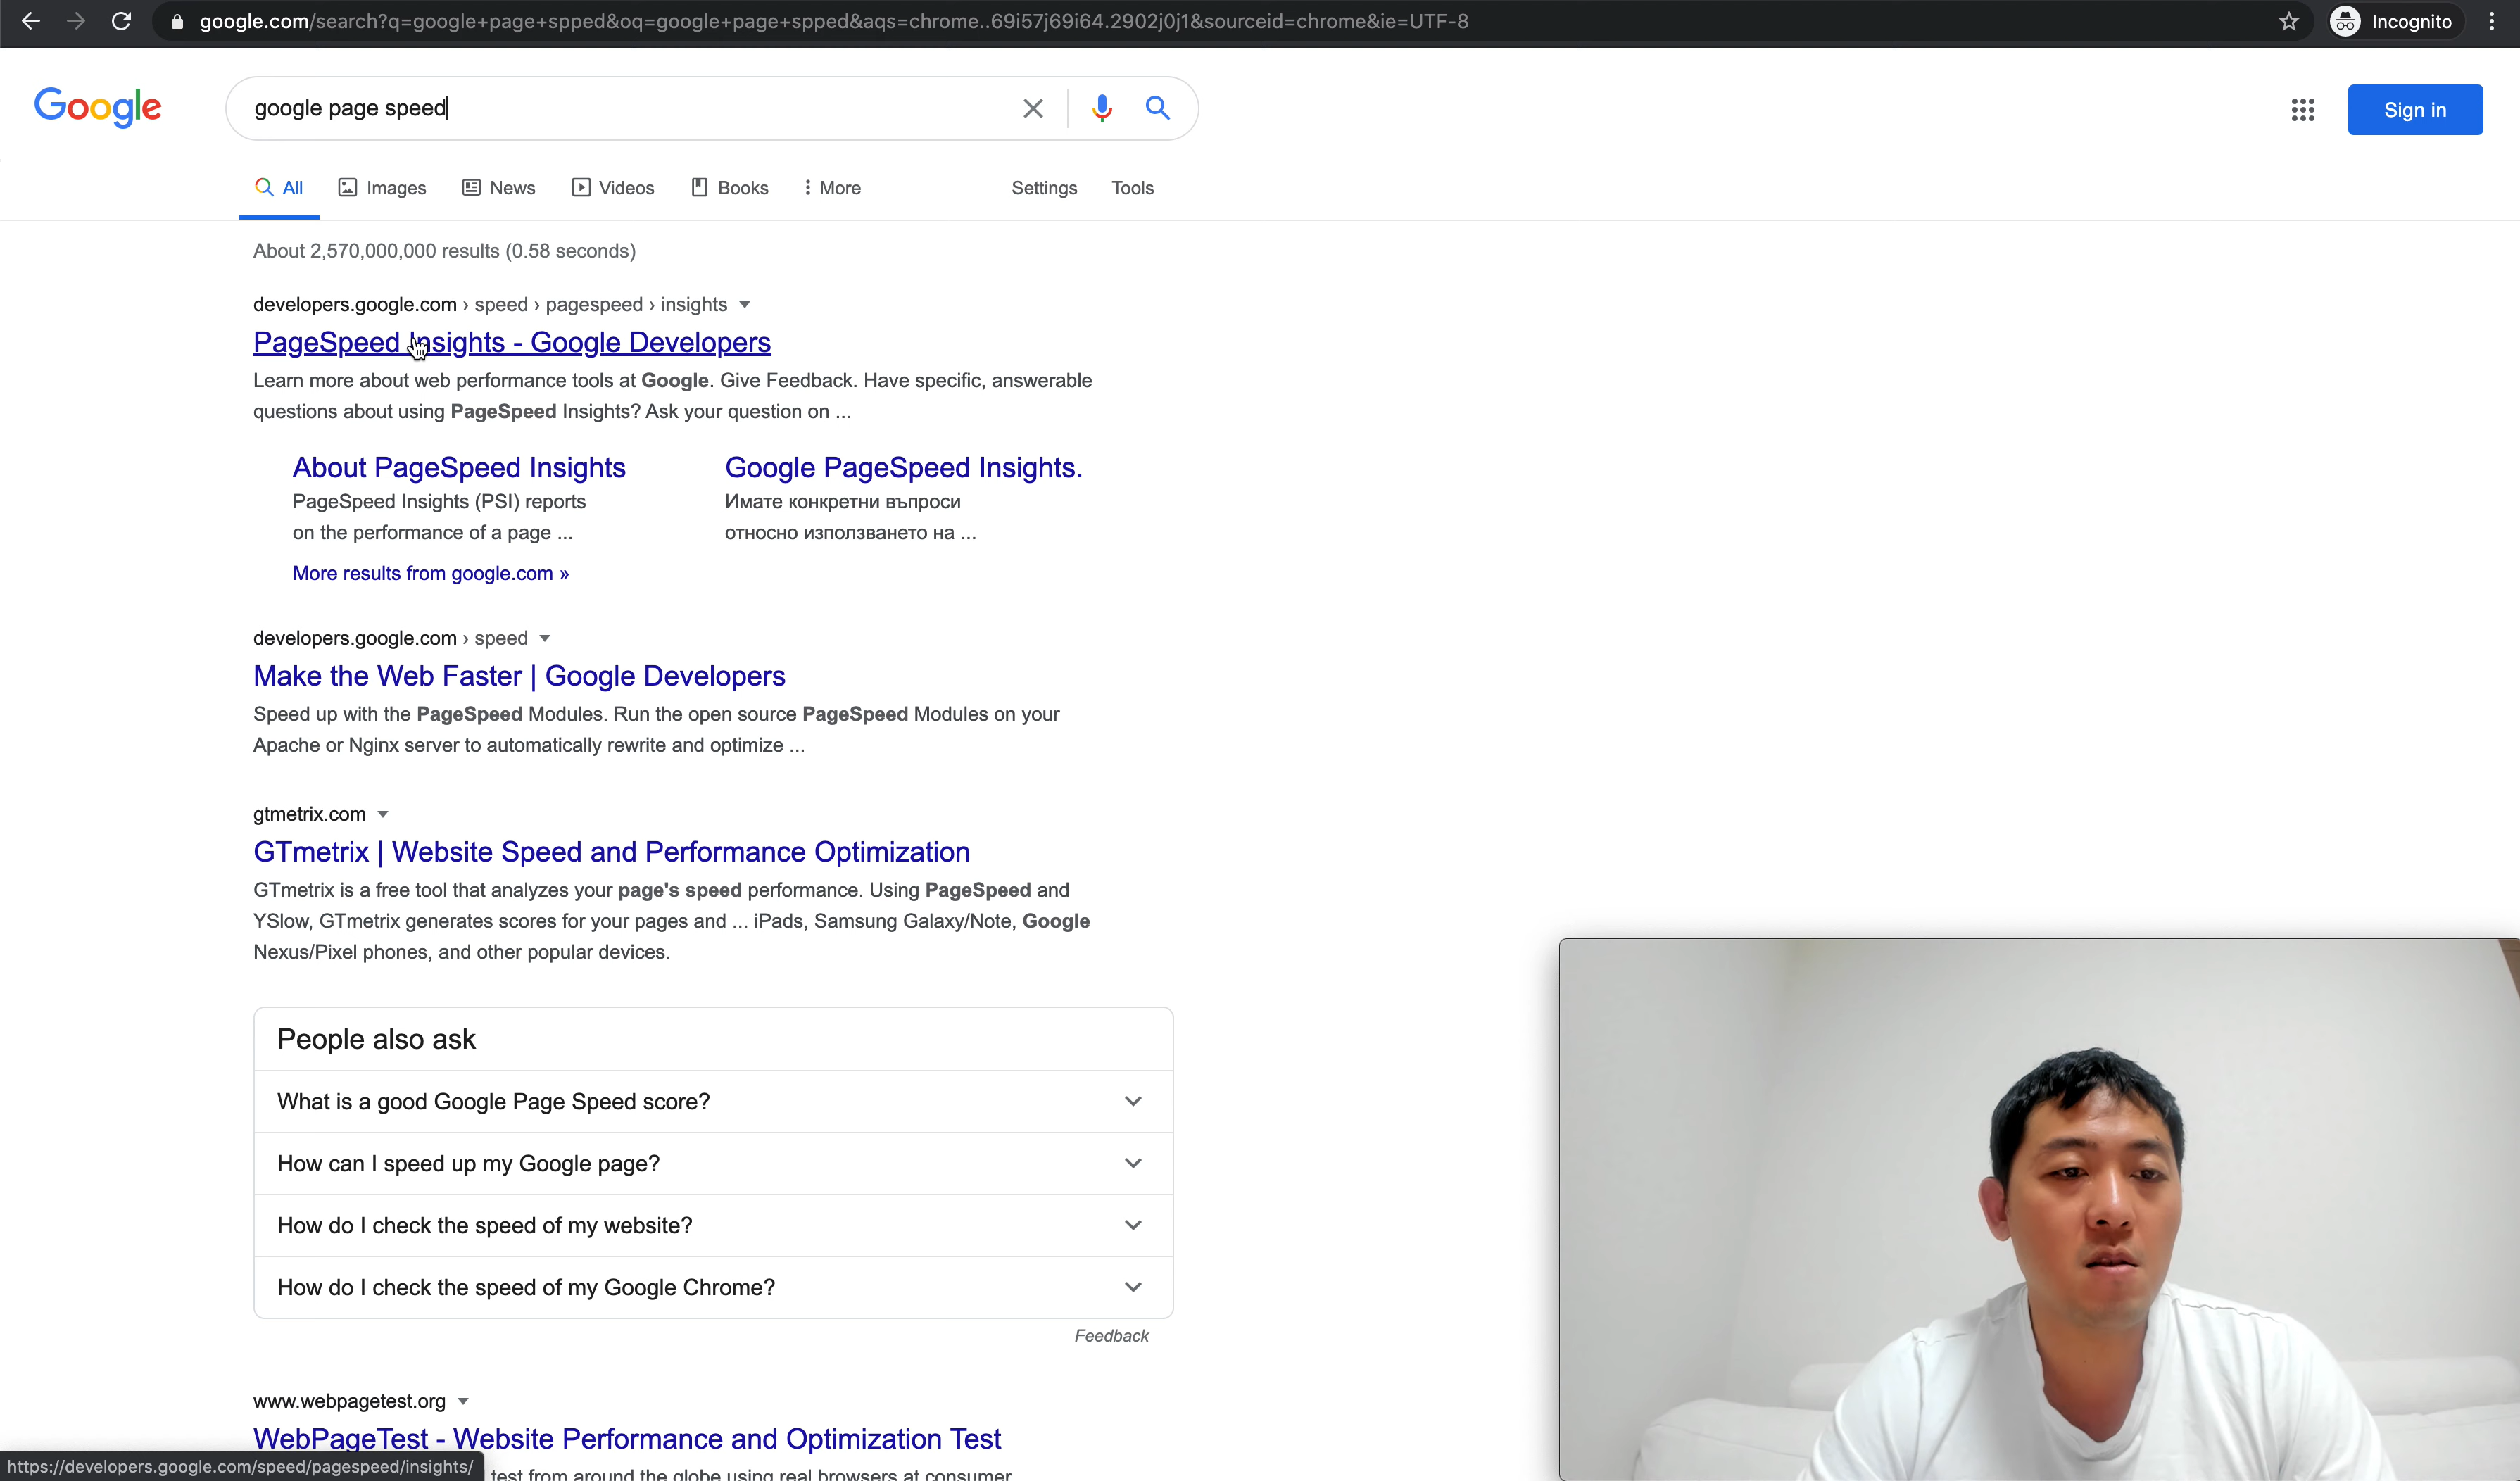 google.com/search?q=google+page+spped&oq=google+page+spped&aqs=chrome..69i57j69i64.2902j0j1&sourceid=chrome&ie=UTF-8
Incognito
Google
google page speed
Sign in
All
Images
News
Videos
Books
More
Settings
Tools
About 2,570,000,000 results (0.58 seconds)
developers.google.com › speed › pagespeed › insights
PageSpeed Insights - Google Developers
Learn more about web performance tools at Google. Give Feedback. Have specific, answerable
questions about using PageSpeed Insights? Ask your question on ...
About PageSpeed Insights
PageSpeed Insights (PSI) reports
on the performance of a page ...
Google PageSpeed Insights.
Имате конкретни въпроси
относно използването на ...
More results from google.com »
developers.google.com › speed
Make the Web Faster | Google Developers
Speed up with the PageSpeed Modules. Run the open source PageSpeed Modules on your
Apache or Nginx server to automatically rewrite and optimize ...
gtmetrix.com
GTmetrix | Website Speed and Performance Optimization
GTmetrix is a free tool that analyzes your page's speed performance. Using PageSpeed and
YSlow, GTmetrix generates scores for your pages and ... iPads, Samsung Galaxy/Note, Google
Nexus/Pixel phones, and other popular devices.
People also ask
What is a good Google Page Speed score?
How can I speed up my Google page?
How do I check the speed of my website?
How do I check the speed of my Google Chrome?
Feedback
www.webpagetest.org
WebPageTest - Website Performance and Optimization Test
https://developers.google.com/speed/pagespeed/insights/
test from around the globe using real browsers at consumer